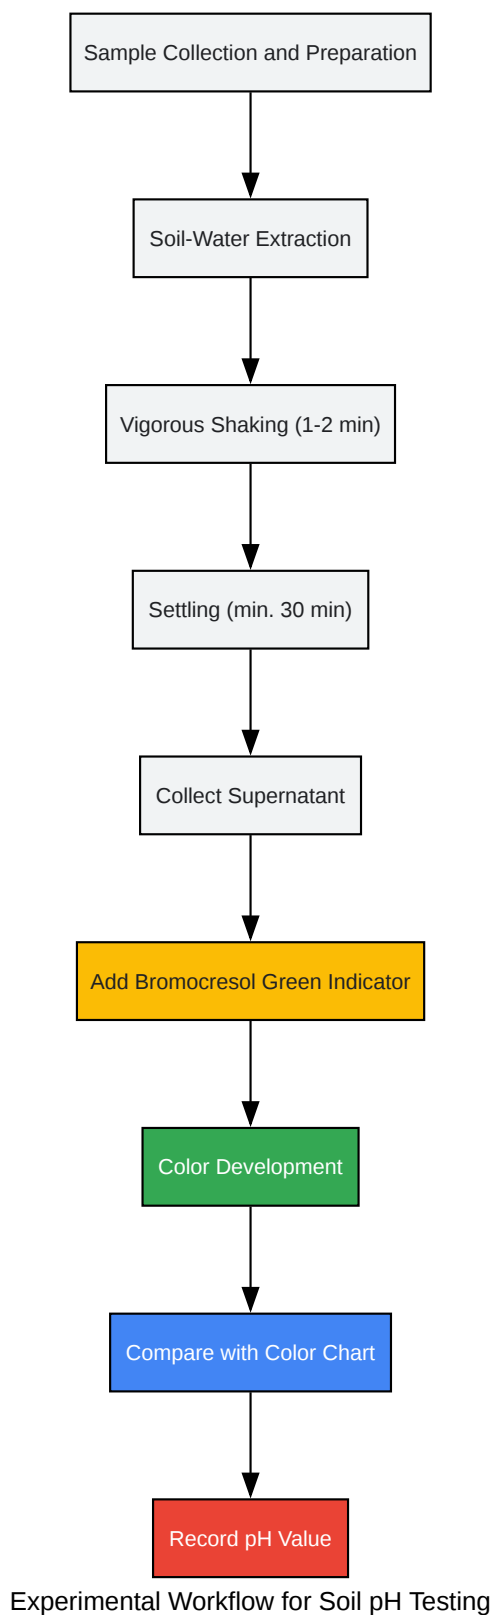 Sample Collection and Preparation
Soil-Water Extraction
Vigorous Shaking (1-2 min)
Settling (min. 30 min)
Collect Supernatant
Add Bromocresol Green Indicator
Color Development
Compare with Color Chart
Record pH Value
Experimental Workflow for Soil pH Testing